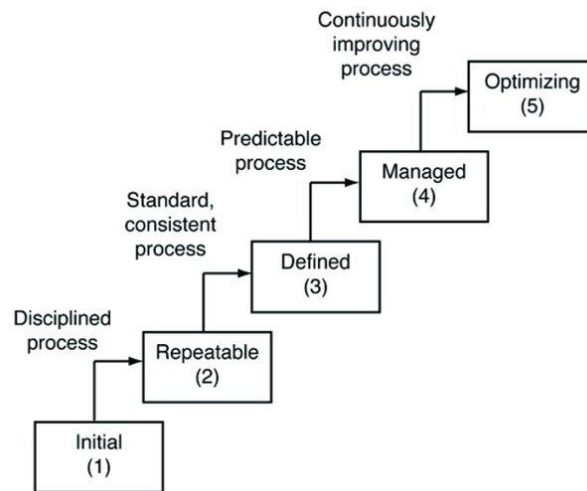 Continuously
improving
process
Optimizing
(5)
Predictable
process
Managed
(4)
Standard,
consistent
process
Defined
(3)
Disciplined
process
Repeatable
(2)
Initial
(1)